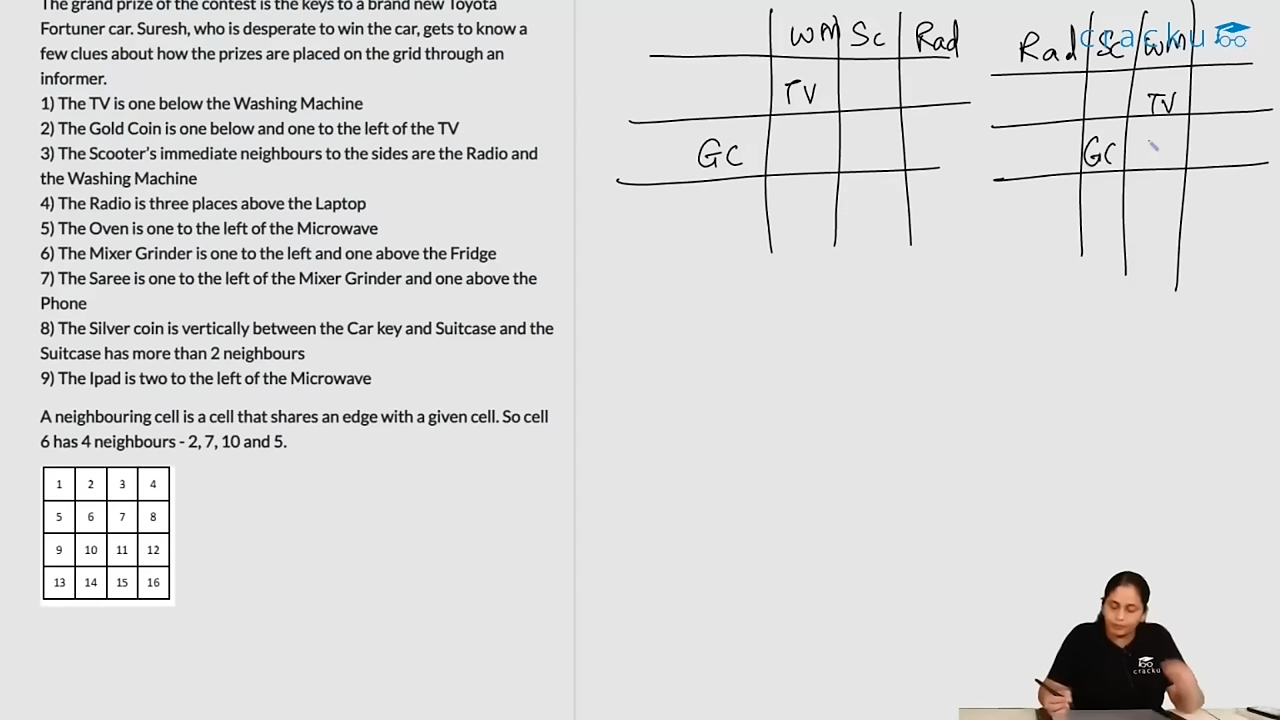 The grand prize of the contest is the keys to a brand new Toyota
Fortuner car. Suresh, who is desperate to win the car, gets to know a
few clues about how the prizes are placed on the grid through an
informer.
1) The TV is one below the Washing Machine
2) The Gold Coin is one below and one to the left of the TV
3) The Scooter's immediate neighbours to the sides are the Radio and
the Washing Machine
4) The Radio is three places above the Laptop
5) The Oven is one to the left of the Microwave
6) The Mixer Grinder is one to the left and one above the Fridge
7) The Saree is one to the left of the Mixer Grinder and one above the
Phone
8) The Silver coin is vertically between the Car key and Suitcase and the
Suitcase has more than 2 neighbours
9) The Ipad is two to the left of the Microwave
A neighbouring cell is a cell that shares an edge with a given cell. So cell
6 has 4 neighbours - 2, 7, 10 and 5.
1 2 3 4
5 6 7 8
9 10 11 12
13 14 15 16
WM Sc Rad
TV
GC
Rad Sc WM
TV
GC
cracku
cracku